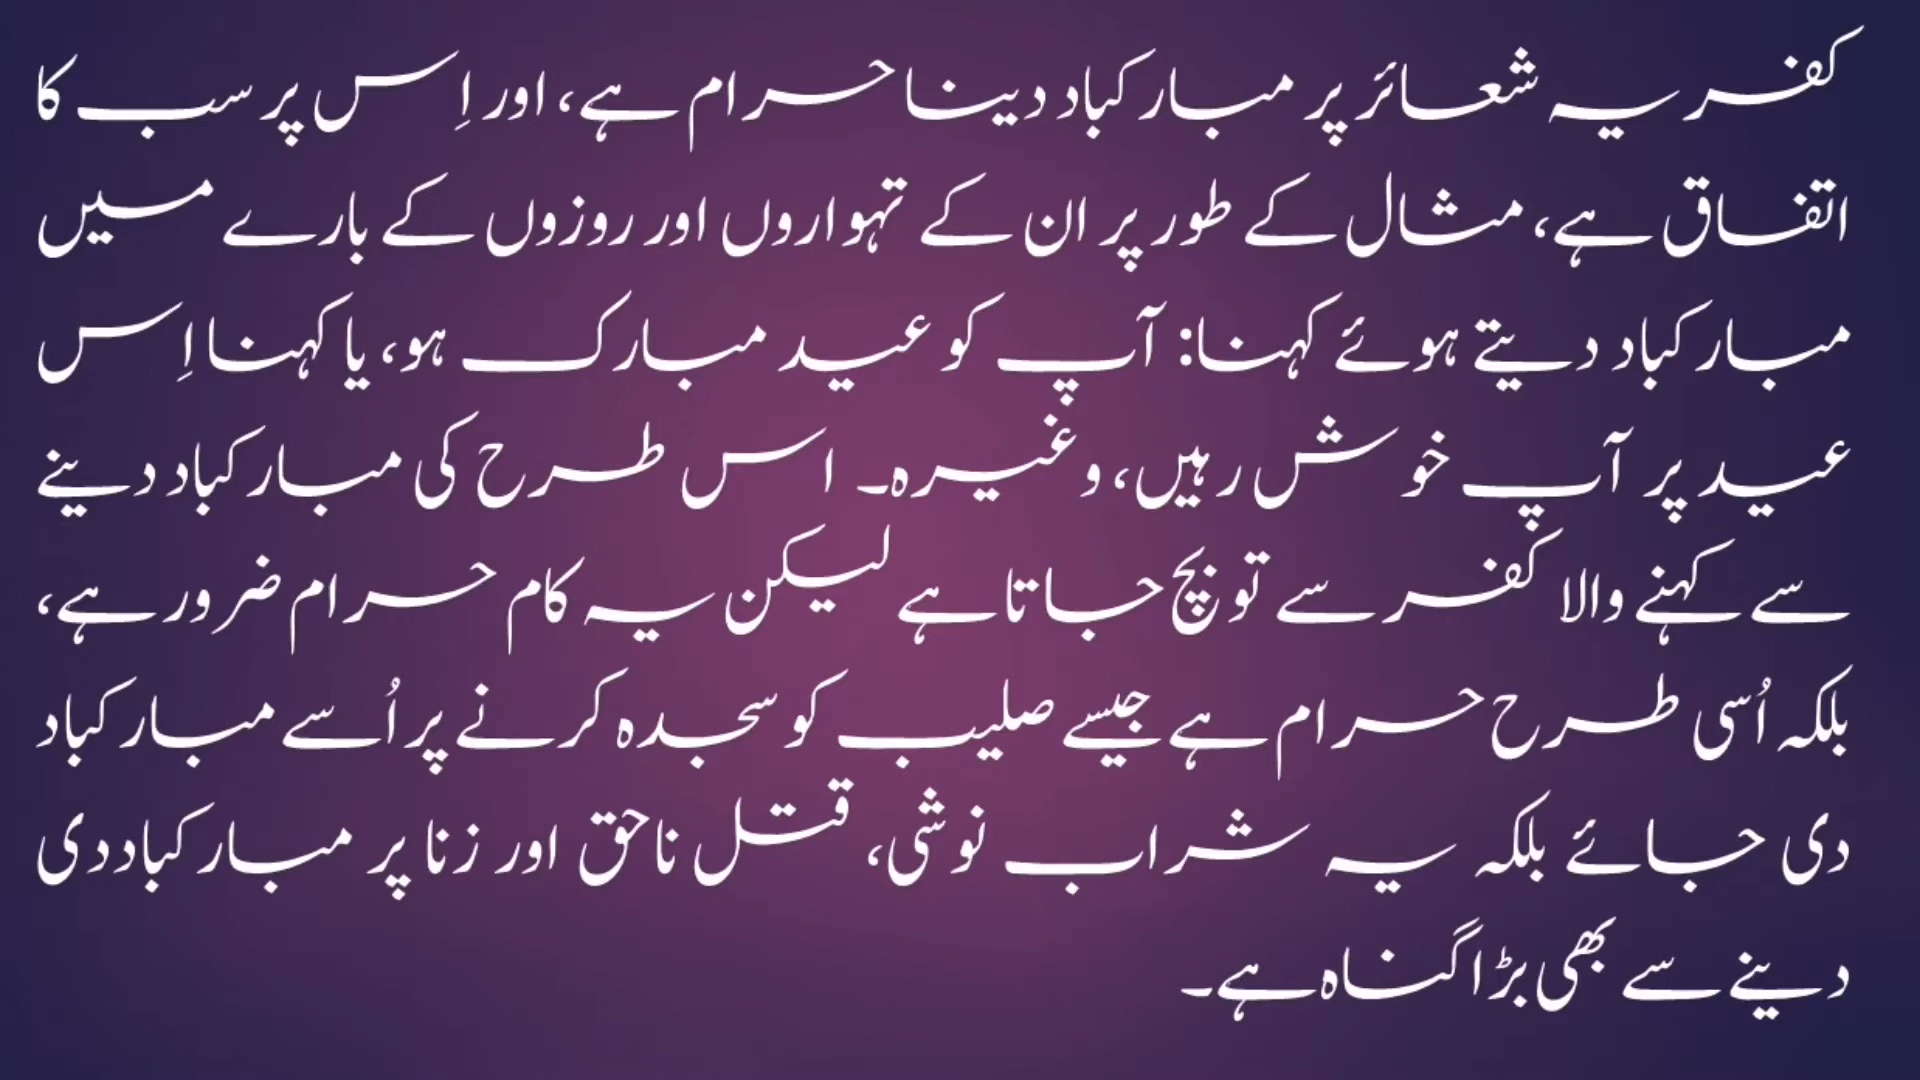 کفریہ شعائر پر مبارکباد دینا حرام ہے، اور اِس پر سب کا
اتفاق ہے، مثال کے طور پر ان کے تہواروں اور روزوں کے بارے میں
مبارکباد دیتے ہوئے کہنا: آپ کو عید مبارک ہو، یا کہنا اِس
عید پر آپ خوش رہیں، وغیرہ۔ اس طرح کی مبارکباد دینے
سے کہنے والا کفر سے تو بچ جاتا ہے لیکن یہ کام حرام ضرور ہے،
بلکہ اُسی طرح حرام ہے جیسے صلیب کو سجدہ کرنے پر اُسے مبارکباد
دی جائے بلکہ یہ شراب نوشی، قتل ناحق اور زنا پر مبارکباددی
دینے سے بھی بڑا گناہ ہے۔